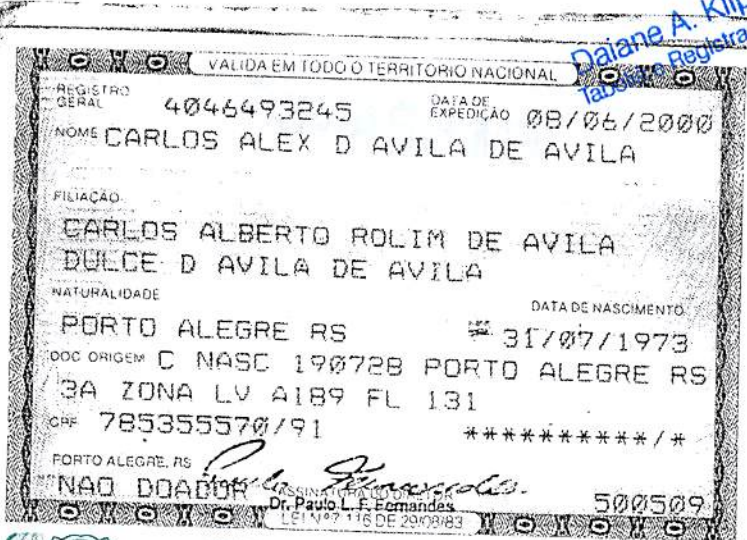 Daiane A.
VALIDA EM TODO O TERRITORIO NACIONAL
REGISTRO GERAL 4046493245 DATA DE EXPEDIÇÃO 08/06/2000
NOME CARLOS ALEX D AVILA DE AVILA
FILIAÇÃO
CARLOS ALBERTO ROLIM DE AVILA
DULCE D AVILA DE AVILA
NATURALIDADE DATA DE NASCIMENTO
PORTO ALEGRE RS 31/07/1973
DOC ORIGEM C NASC 190728 PORTO ALEGRE RS
3A ZONA LV A189 FL 131
CPF 785355570/91 **********/*
PORTO ALEGRE, RS
NAO DOADOR ASSINATURA DO DIRETOR 500509
Dr. Paulo L. F. Fernandes
LEI Nº 7.116 DE 29/08/83